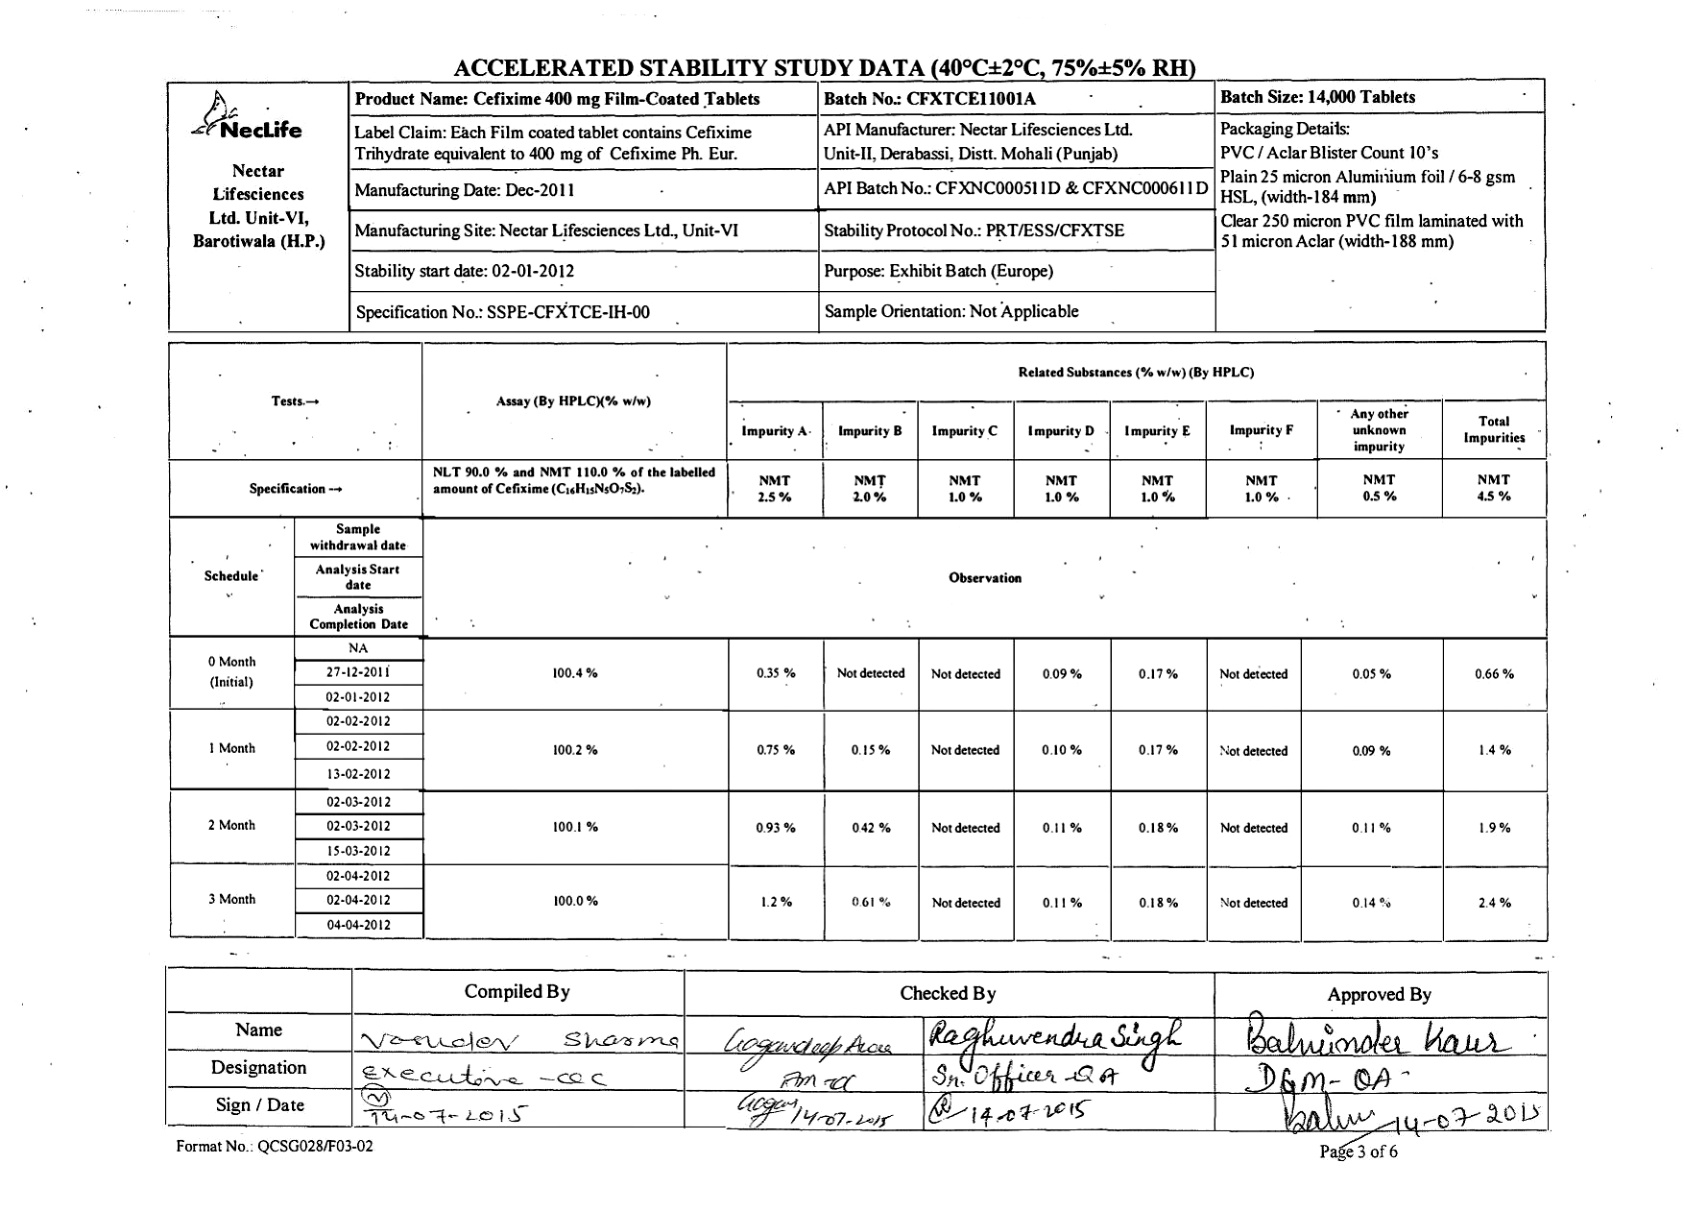 ACCELERATED STABILITY STUDY DATA (40°C±2°C, 75%±5% RH)
NecLife
Nectar
Lifesciences
Ltd. Unit-VI,
Barotiwala (H.P.)
Product Name: Cefixime 400 mg Film-Coated Tablets
Batch No.: CFXTCE11001A
Batch Size: 14,000 Tablets
Label Claim: Each Film coated tablet contains Cefixime
Trihydrate equivalent to 400 mg of Cefixime Ph. Eur.
API Manufacturer: Nectar Lifesciences Ltd.
Unit-II, Derabassi, Distt. Mohali (Punjab)
Packaging Details:
PVC / Aclar Blister Count 10's
Plain 25 micron Aluminium foil / 6-8 gsm
HSL, (width-184 mm)
Clear 250 micron PVC film laminated with
51 micron Aclar (width-188 mm)
Manufacturing Date: Dec-2011
API Batch No.: CFXNC000511D & CFXNC000611D
Manufacturing Site: Nectar Lifesciences Ltd., Unit-VI
Stability Protocol No.: PRT/ESS/CFXTSE
Stability start date: 02-01-2012
Purpose: Exhibit Batch (Europe)
Specification No.: SSPE-CFXTCE-IH-00
Sample Orientation: Not Applicable
Tests→
Assay (By HPLC)(% w/w)
Related Substances (% w/w) (By HPLC)
Impurity A
Impurity B
Impurity C
Impurity D
Impurity E
Impurity F
Any other
unknown
impurity
Total
Impurities
Specification →
NLT 90.0 % and NMT 110.0 % of the labelled
amount of Cefixime (C₁₆H₁₅N₅O₇S₂).
NMT
2.5 %
NMT
2.0 %
NMT
1.0 %
NMT
1.0 %
NMT
1.0 %
NMT
1.0 %
NMT
0.5 %
NMT
4.5 %
Schedule
Sample
withdrawal date
Analysis Start
date
Analysis
Completion Date
Observation
0 Month
(Initial)
NA
27-12-2011
02-01-2012
100.4 %
0.35 %
Not detected
Not detected
0.09 %
0.17 %
Not detected
0.05 %
0.66 %
1 Month
02-02-2012
02-02-2012
13-02-2012
100.2 %
0.75 %
0.15 %
Not detected
0.10 %
0.17 %
Not detected
0.09 %
1.4 %
2 Month
02-03-2012
02-03-2012
15-03-2012
100.1 %
0.93 %
042 %
Not detected
0.11 %
0.18 %
Not detected
0.11 %
1.9 %
3 Month
02-04-2012
02-04-2012
04-04-2012
100.0 %
1.2 %
0.61 %
Not detected
0.11 %
0.18 %
Not detected
0.14 %
2.4 %
Compiled By
Checked By
Approved By
Name
Sharma
Raghuvendra Singh
Balwinder Kaur
Designation
executive - QC
Sr. Officer - QA
DGM - QA
Sign / Date
14-07-2015
14-07-2015
14-07-2015
14-07-2015
Format No.: QCSG028/F03-02
Page 3 of 6